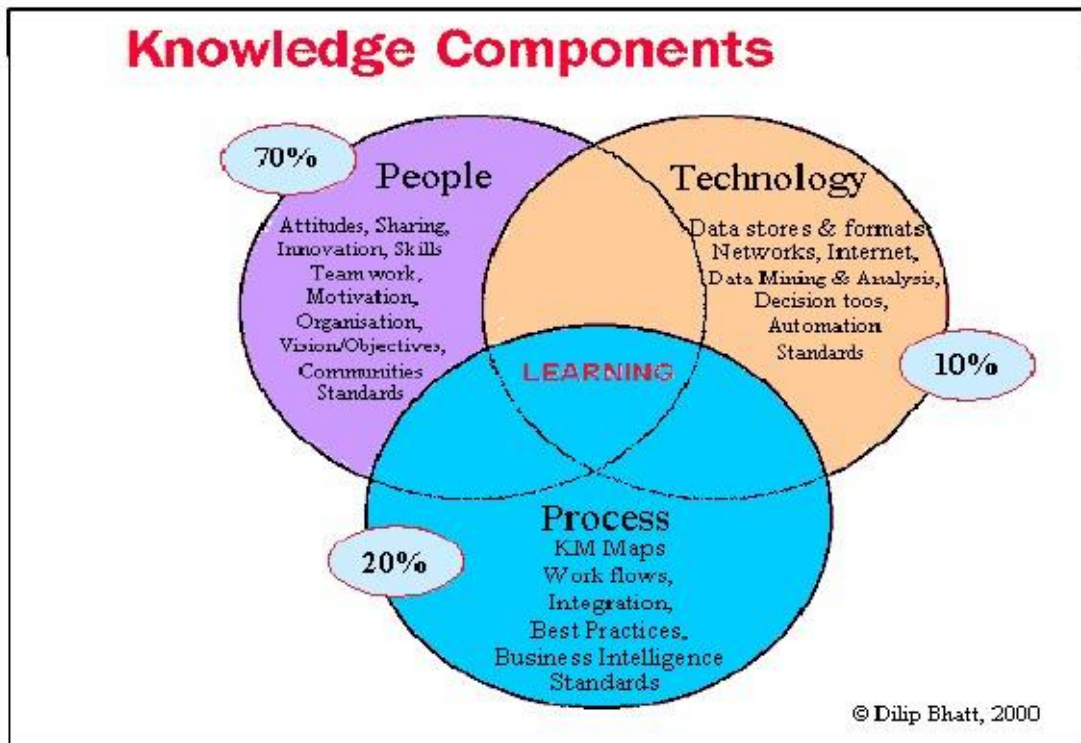 Knowledge Components
70%
People
Attitudes, Sharing,
Innovation, Skills
Team work,
Motivation,
Organisation,
Vision/Objectives,
Communities
Standards
Technology
Data stores & formats
Networks, Internet,
Data Mining & Analysis,
Decision toos,
Automation
Standards
10%
LEARNING
20%
Process
KM Maps
Work flows,
Integration,
Best Practices,
Business Intelligence
Standards
© Dilip Bhatt, 2000